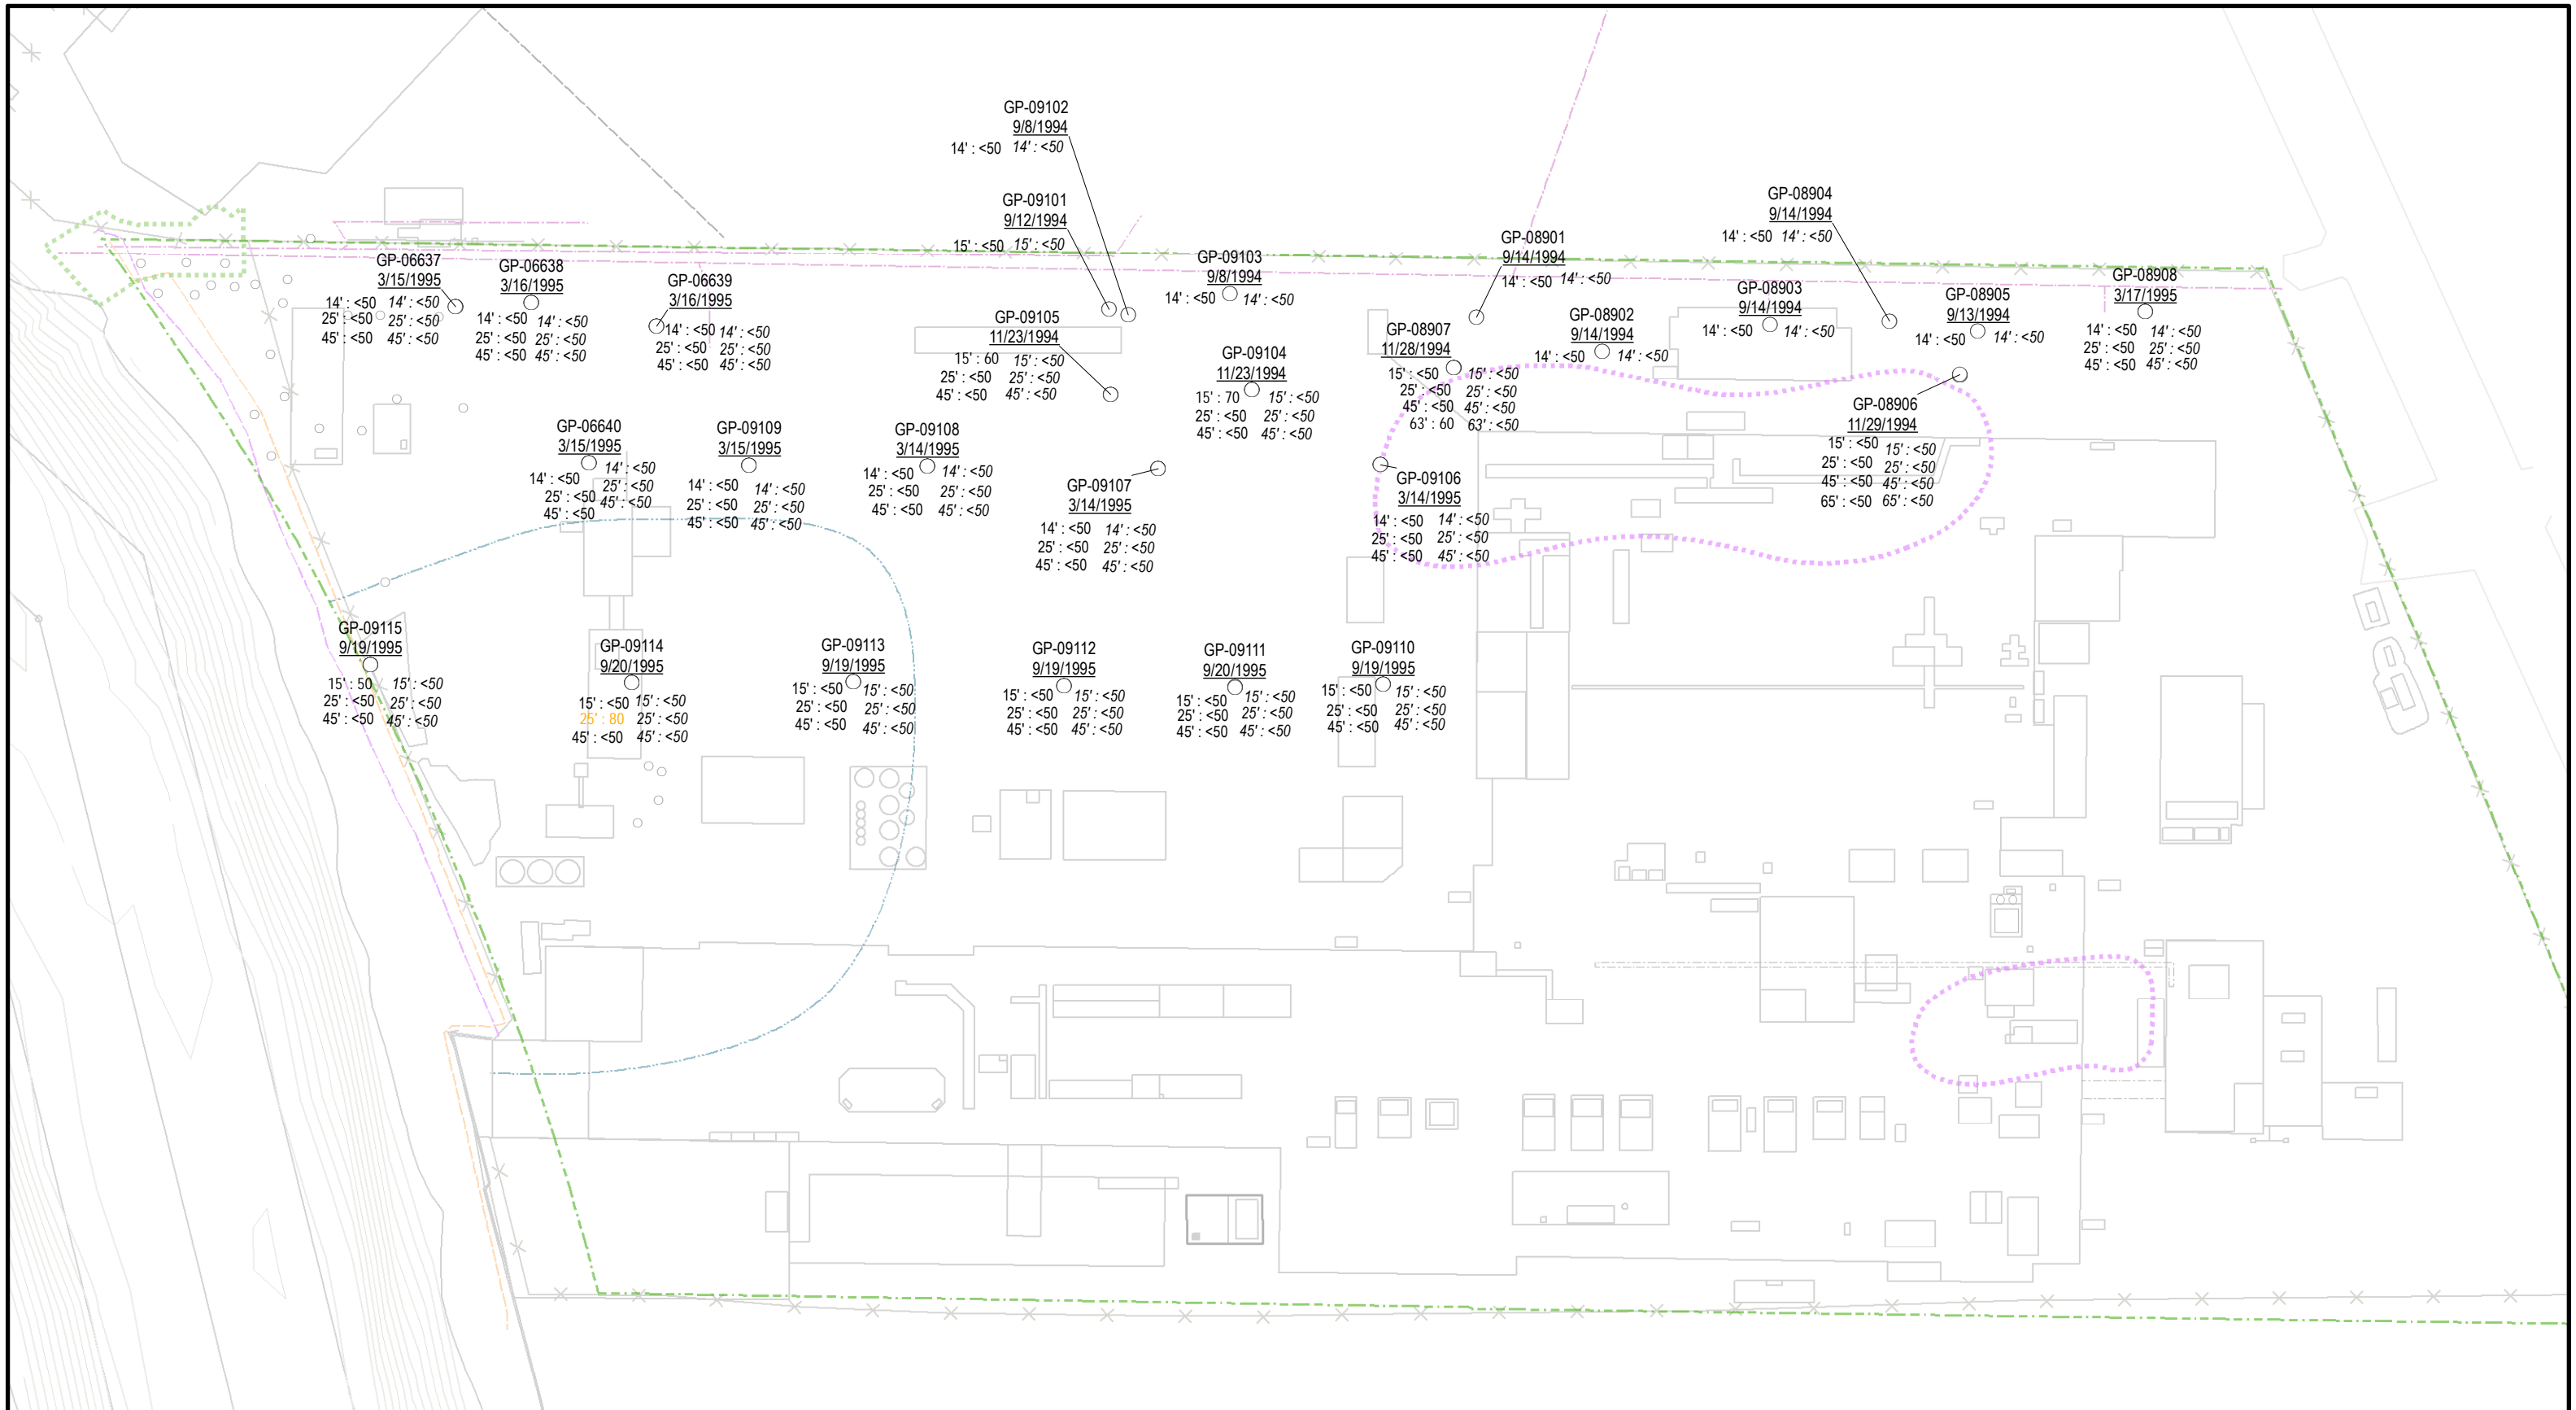 GP-09102
9/8/1994
14' : <50 14' : <50
GP-09101
9/12/1994
15' : <50 15' : <50
GP-08904
9/14/1994
14' : <50 14' : <50
GP-08901
9/14/1994
14' : <50 14' : <50
GP-09103
9/8/1994
14' : <50 14' : <50
GP-06637
3/15/1995
14' : <50 14' : <50
25' : <50 25' : <50
45' : <50 45' : <50
GP-06638
3/16/1995
14' : <50 14' : <50
25' : <50 25' : <50
45' : <50 45' : <50
GP-06639
3/16/1995
14' : <50 14' : <50
25' : <50 25' : <50
45' : <50 45' : <50
GP-08908
3/17/1995
14' : <50 14' : <50
25' : <50 25' : <50
45' : <50 45' : <50
GP-08903
9/14/1994
14' : <50 14' : <50
GP-08905
9/13/1994
14' : <50 14' : <50
GP-08902
9/14/1994
14' : <50 14' : <50
GP-09105
11/23/1994
15' : 60 15' : <50
25' : <50 25' : <50
45' : <50 45' : <50
GP-08907
11/28/1994
15' : <50 15' : <50
25' : <50 25' : <50
45' : <50 45' : <50
63' : 60 63' : <50
GP-09104
11/23/1994
15' : 70 15' : <50
25' : <50 25' : <50
45' : <50 45' : <50
GP-08906
11/29/1994
15' : <50 15' : <50
25' : <50 25' : <50
45' : <50 45' : <50
65' : <50 65' : <50
GP-06640
3/15/1995
14' : <50 14' : <50
25' : <50 25' : <50
45' : <50 45' : <50
GP-09109
3/15/1995
14' : <50 14' : <50
25' : <50 25' : <50
45' : <50 45' : <50
GP-09108
3/14/1995
14' : <50 14' : <50
25' : <50 25' : <50
45' : <50 45' : <50
GP-09107
3/14/1995
14' : <50 14' : <50
25' : <50 25' : <50
45' : <50 45' : <50
GP-09106
3/14/1995
14' : <50 14' : <50
25' : <50 25' : <50
45' : <50 45' : <50
GP-09115
9/19/1995
15' : 50 15' : <50
25' : <50 25' : <50
45' : <50 45' : <50
GP-09114
9/20/1995
15' : <50 15' : <50
25' : 80 25' : <50
45' : <50 45' : <50
GP-09113
9/19/1995
15' : <50 15' : <50
25' : <50 25' : <50
45' : <50 45' : <50
GP-09112
9/19/1995
15' : <50 15' : <50
25' : <50 25' : <50
45' : <50 45' : <50
GP-09111
9/20/1995
15' : <50 15' : <50
25' : <50 25' : <50
45' : <50 45' : <50
GP-09110
9/19/1995
15' : <50 15' : <50
25' : <50 25' : <50
45' : <50 45' : <50